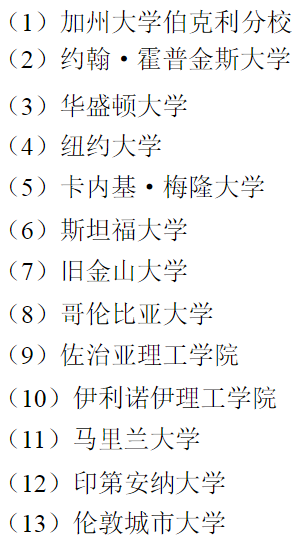 （1）加州大学伯克利分校
（2）约翰·霍普金斯大学
（3）华盛顿大学
（4）纽约大学
（5）卡内基·梅隆大学
（6）斯坦福大学
（7）旧金山大学
（8）哥伦比亚大学
（9）佐治亚理工学院
（10）伊利诺伊理工学院
（11）马里兰大学
（12）印第安纳大学
（13）伦敦城市大学